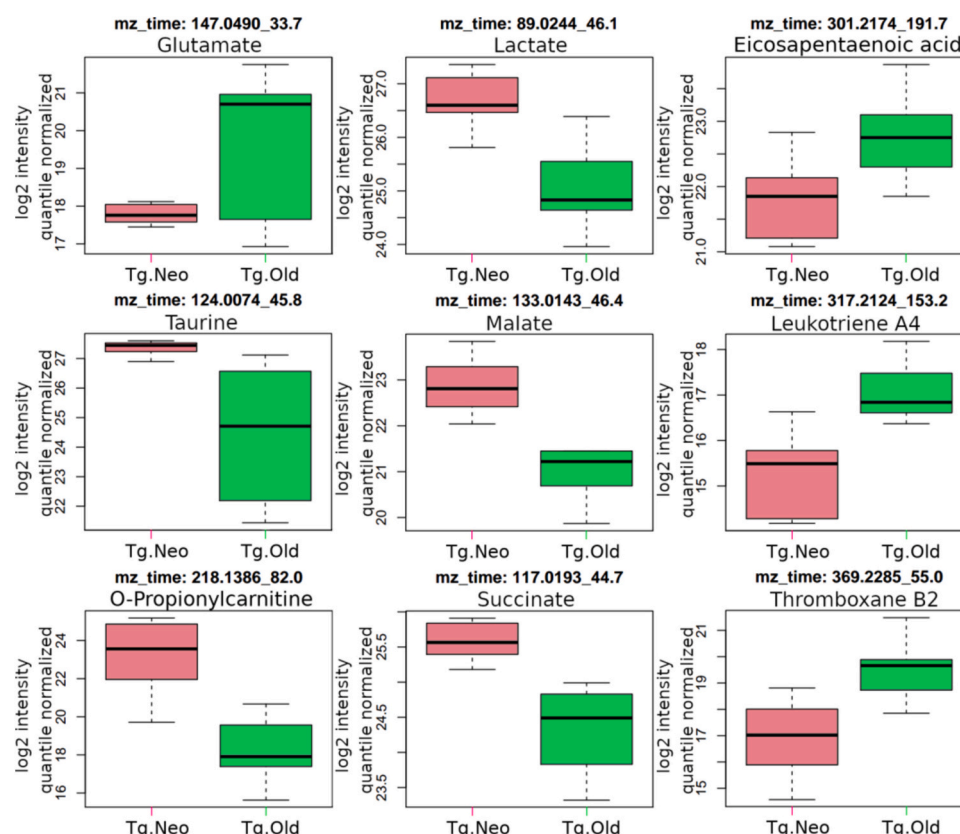 mz_time: 147.0490_33.7
Glutamate
log2 intensity
quantile normalized
17 18 19 20 21
Tg.Neo Tg.Old
mz_time: 89.0244_46.1
Lactate
log2 intensity
quantile normalized
24.0 25.0 26.0 27.0
Tg.Neo Tg.Old
mz_time: 301.2174_191.7
Eicosapentaenoic acid
log2 intensity
quantile normalized
21.0 22.0 23.0
Tg.Neo Tg.Old
mz_time: 124.0074_45.8
Taurine
log2 intensity
quantile normalized
22 23 24 25 26 27
Tg.Neo Tg.Old
mz_time: 133.0143_46.4
Malate
log2 intensity
quantile normalized
20 21 22 23
Tg.Neo Tg.Old
mz_time: 317.2124_153.2
Leukotriene A4
log2 intensity
quantile normalized
15 16 17 18
Tg.Neo Tg.Old
mz_time: 218.1386_82.0
O-Propionylcarnitine
log2 intensity
quantile normalized
16 18 20 22 24
Tg.Neo Tg.Old
mz_time: 117.0193_44.7
Succinate
log2 intensity
quantile normalized
23.5 24.5 25.5
Tg.Neo Tg.Old
mz_time: 369.2285_55.0
Thromboxane B2
log2 intensity
quantile normalized
15 17 19 21
Tg.Neo Tg.Old